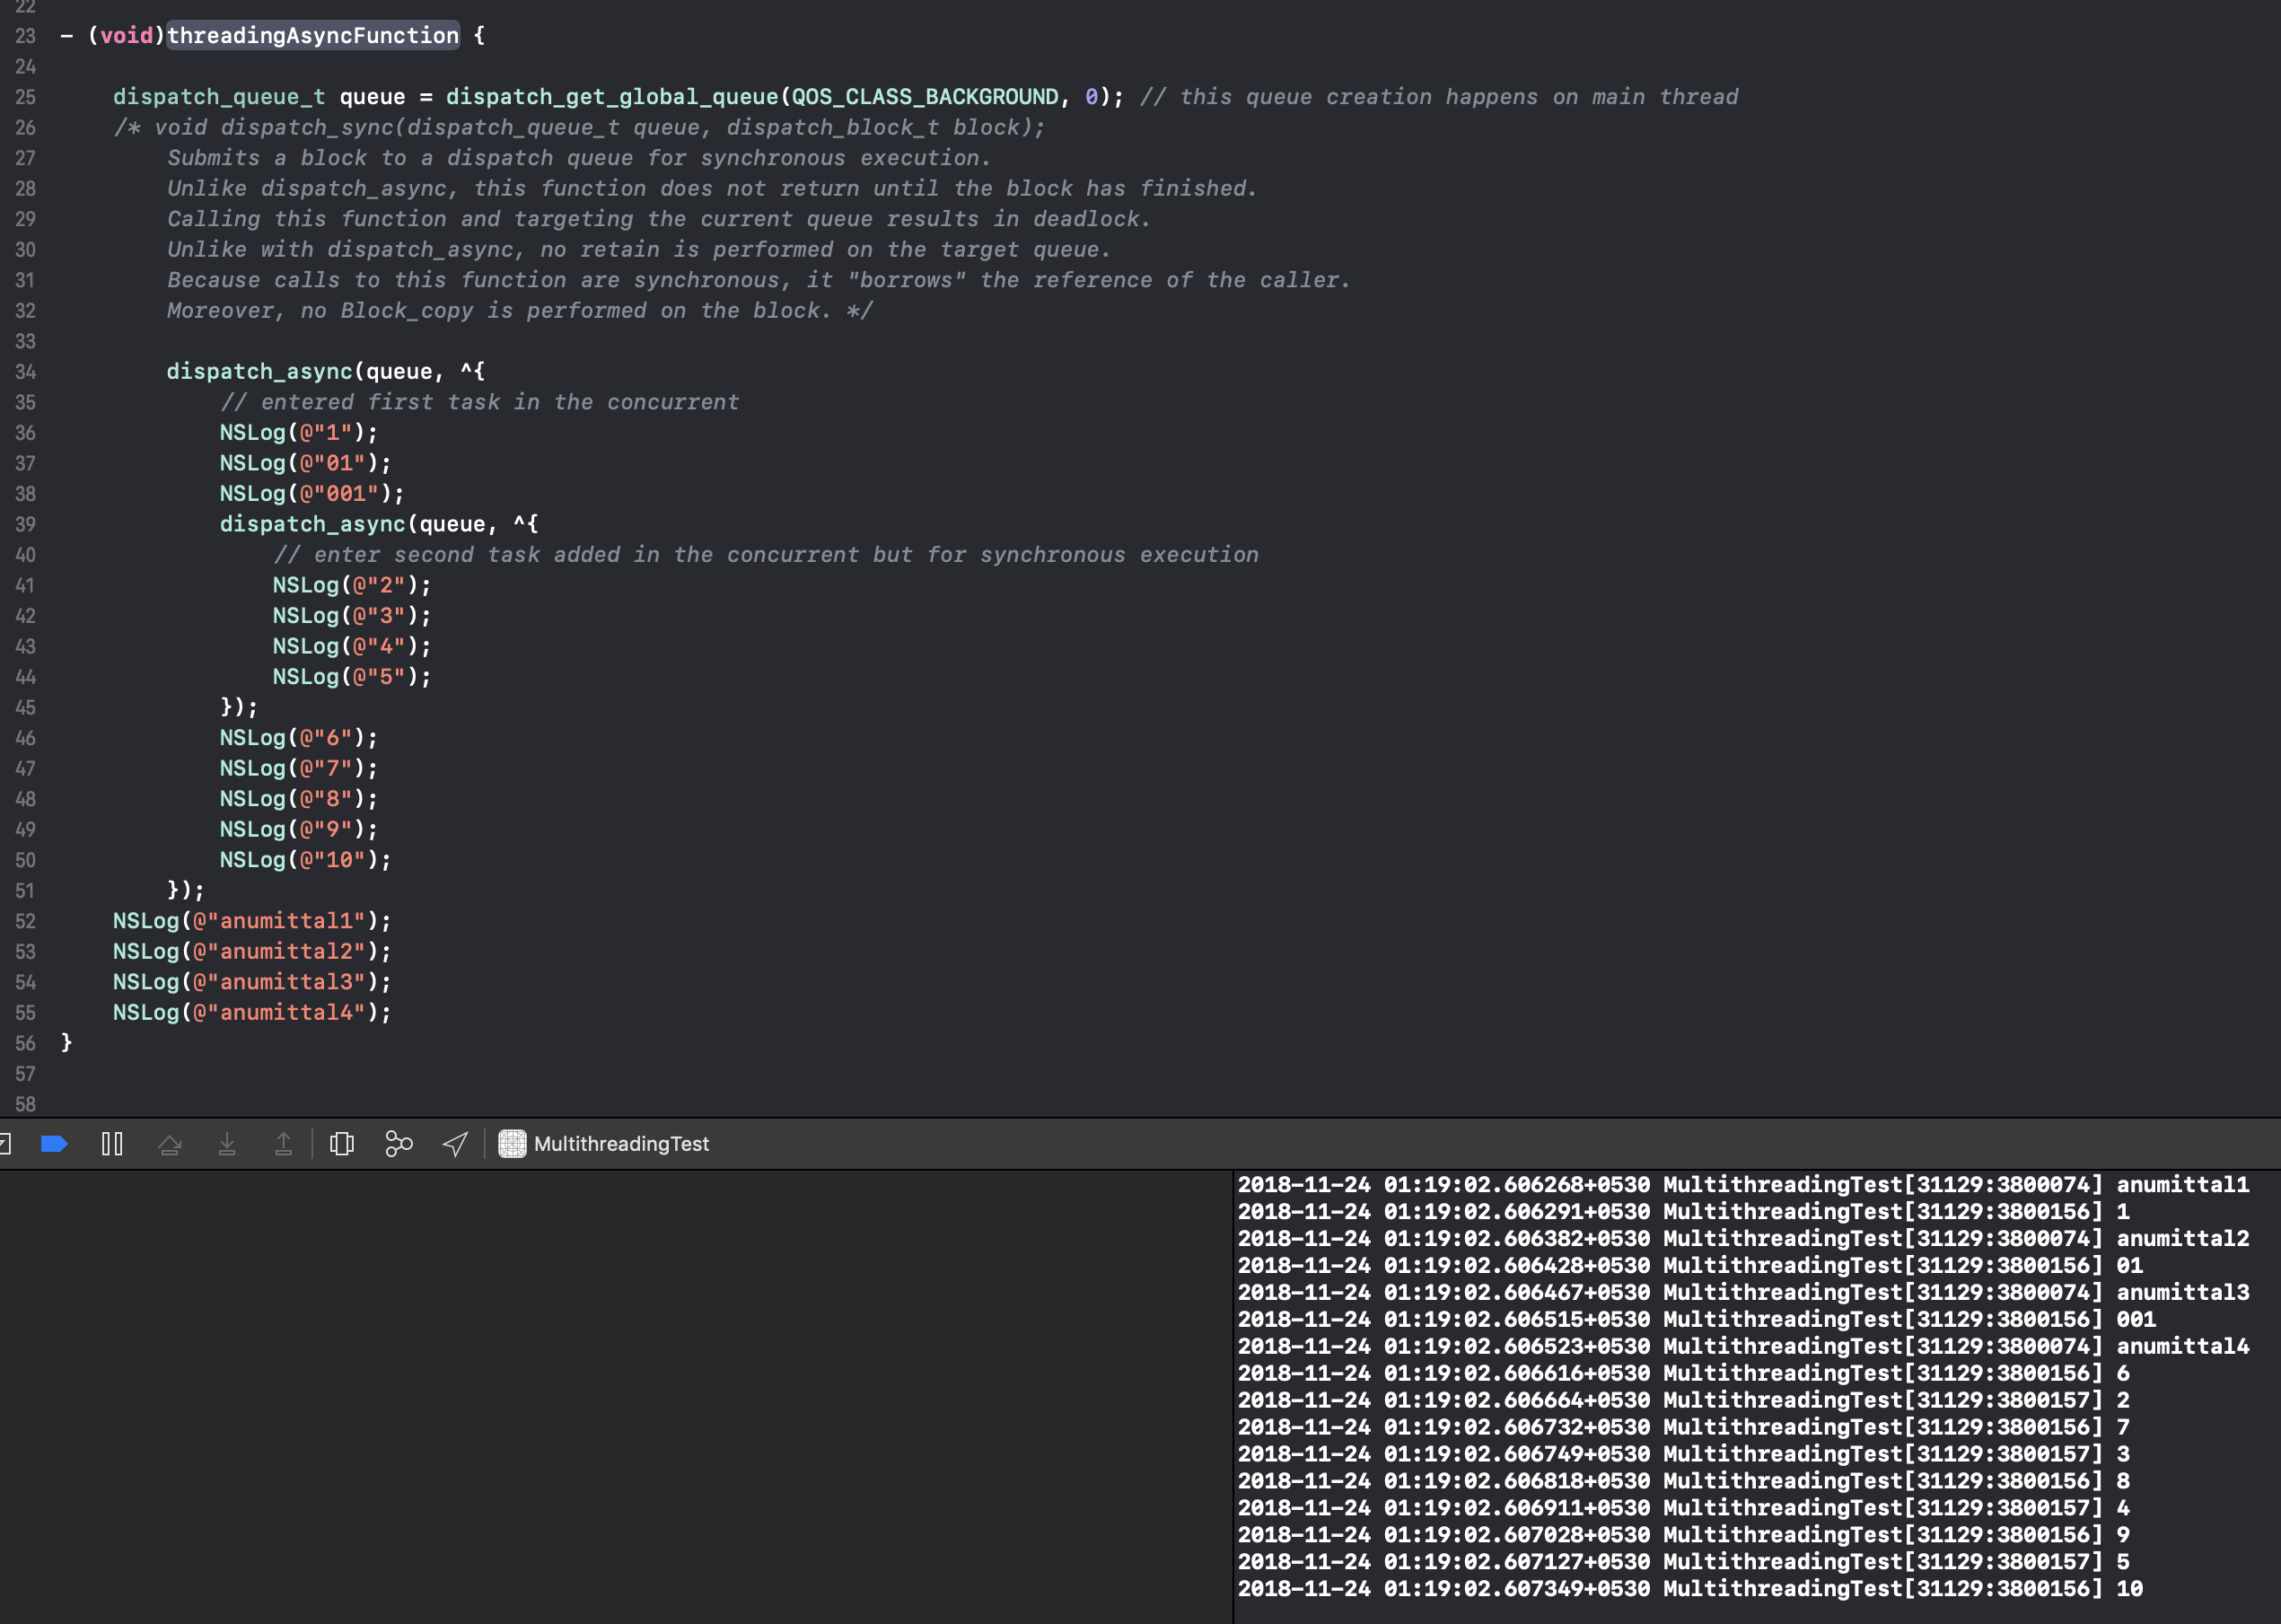 22
23 - (void)threadingAsyncFunction {
24
25 dispatch_queue_t queue = dispatch_get_global_queue(QOS_CLASS_BACKGROUND, 0); // this queue creation happens on main thread
26 /* void dispatch_sync(dispatch_queue_t queue, dispatch_block_t block);
27 Submits a block to a dispatch queue for synchronous execution.
28 Unlike dispatch_async, this function does not return until the block has finished.
29 Calling this function and targeting the current queue results in deadlock.
30 Unlike with dispatch_async, no retain is performed on the target queue.
31 Because calls to this function are synchronous, it "borrows" the reference of the caller.
32 Moreover, no Block_copy is performed on the block. */
33
34 dispatch_async(queue, ^{
35 // entered first task in the concurrent
36 NSLog(@"1");
37 NSLog(@"01");
38 NSLog(@"001");
39 dispatch_async(queue, ^{
40 // enter second task added in the concurrent but for synchronous execution
41 NSLog(@"2");
42 NSLog(@"3");
43 NSLog(@"4");
44 NSLog(@"5");
45 });
46 NSLog(@"6");
47 NSLog(@"7");
48 NSLog(@"8");
49 NSLog(@"9");
50 NSLog(@"10");
51 });
52 NSLog(@"anumittal1");
53 NSLog(@"anumittal2");
54 NSLog(@"anumittal3");
55 NSLog(@"anumittal4");
56 }
57
58
MultithreadingTest
2018-11-24 01:19:02.606268+0530 MultithreadingTest[31129:3800074] anumittal1
2018-11-24 01:19:02.606291+0530 MultithreadingTest[31129:3800156] 1
2018-11-24 01:19:02.606382+0530 MultithreadingTest[31129:3800074] anumittal2
2018-11-24 01:19:02.606428+0530 MultithreadingTest[31129:3800156] 01
2018-11-24 01:19:02.606467+0530 MultithreadingTest[31129:3800074] anumittal3
2018-11-24 01:19:02.606515+0530 MultithreadingTest[31129:3800156] 001
2018-11-24 01:19:02.606523+0530 MultithreadingTest[31129:3800074] anumittal4
2018-11-24 01:19:02.606616+0530 MultithreadingTest[31129:3800156] 6
2018-11-24 01:19:02.606664+0530 MultithreadingTest[31129:3800157] 2
2018-11-24 01:19:02.606732+0530 MultithreadingTest[31129:3800156] 7
2018-11-24 01:19:02.606749+0530 MultithreadingTest[31129:3800157] 3
2018-11-24 01:19:02.606818+0530 MultithreadingTest[31129:3800156] 8
2018-11-24 01:19:02.606911+0530 MultithreadingTest[31129:3800157] 4
2018-11-24 01:19:02.607028+0530 MultithreadingTest[31129:3800156] 9
2018-11-24 01:19:02.607127+0530 MultithreadingTest[31129:3800157] 5
2018-11-24 01:19:02.607349+0530 MultithreadingTest[31129:3800156] 10